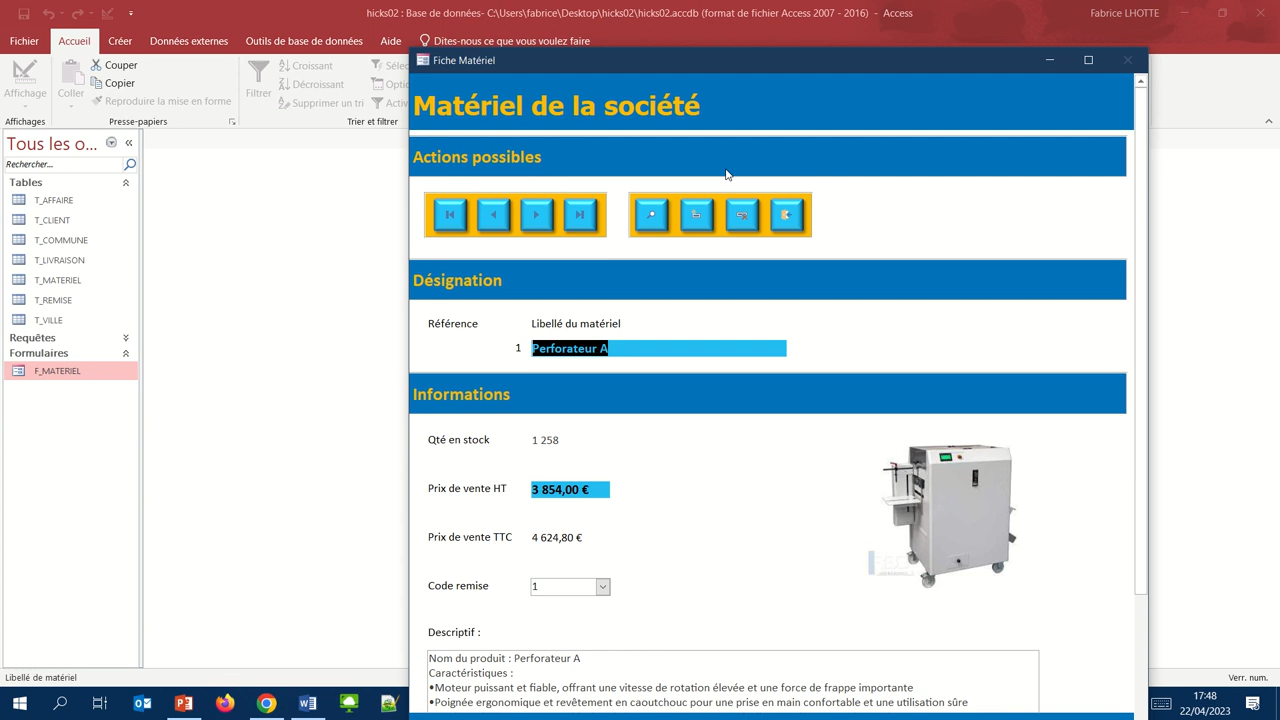 hicks02 : Base de données- C:\Users\fabrice\Desktop\hicks02\hicks02.accdb (format de fichier Access 2007 - 2016) - Access
Fabrice LHOTTE
Fichier Accueil Créer Données externes Outils de base de données Aide Dites-nous ce que vous voulez faire
Affichage
Affichages
Coller
Couper
Copier
Reproduire la mise en forme
Presse-papiers
Filtrer
Croissant
Décroissant
Supprimer un tri
Trier et filtrer
Tous les o...
Rechercher...
Tables
T_AFFAIRE
T_CLIENT
T_COMMUNE
T_LIVRAISON
T_MATERIEL
T_REMISE
T_VILLE
Requêtes
Formulaires
F_MATERIEL
Fiche Matériel
Matériel de la société
Actions possibles
Désignation
Référence Libellé du matériel
1 Perforateur A
Informations
Qté en stock 1 258
Prix de vente HT 3 854,00 €
Prix de vente TTC 4 624,80 €
Code remise 1
Descriptif :
Nom du produit : Perforateur A
Caractéristiques :
•Moteur puissant et fiable, offrant une vitesse de rotation élevée et une force de frappe importante
•Poignée ergonomique et revêtement en caoutchouc pour une prise en main confortable et une utilisation sûre
Libellé de matériel
Verr. num.
17:48
22/04/2023